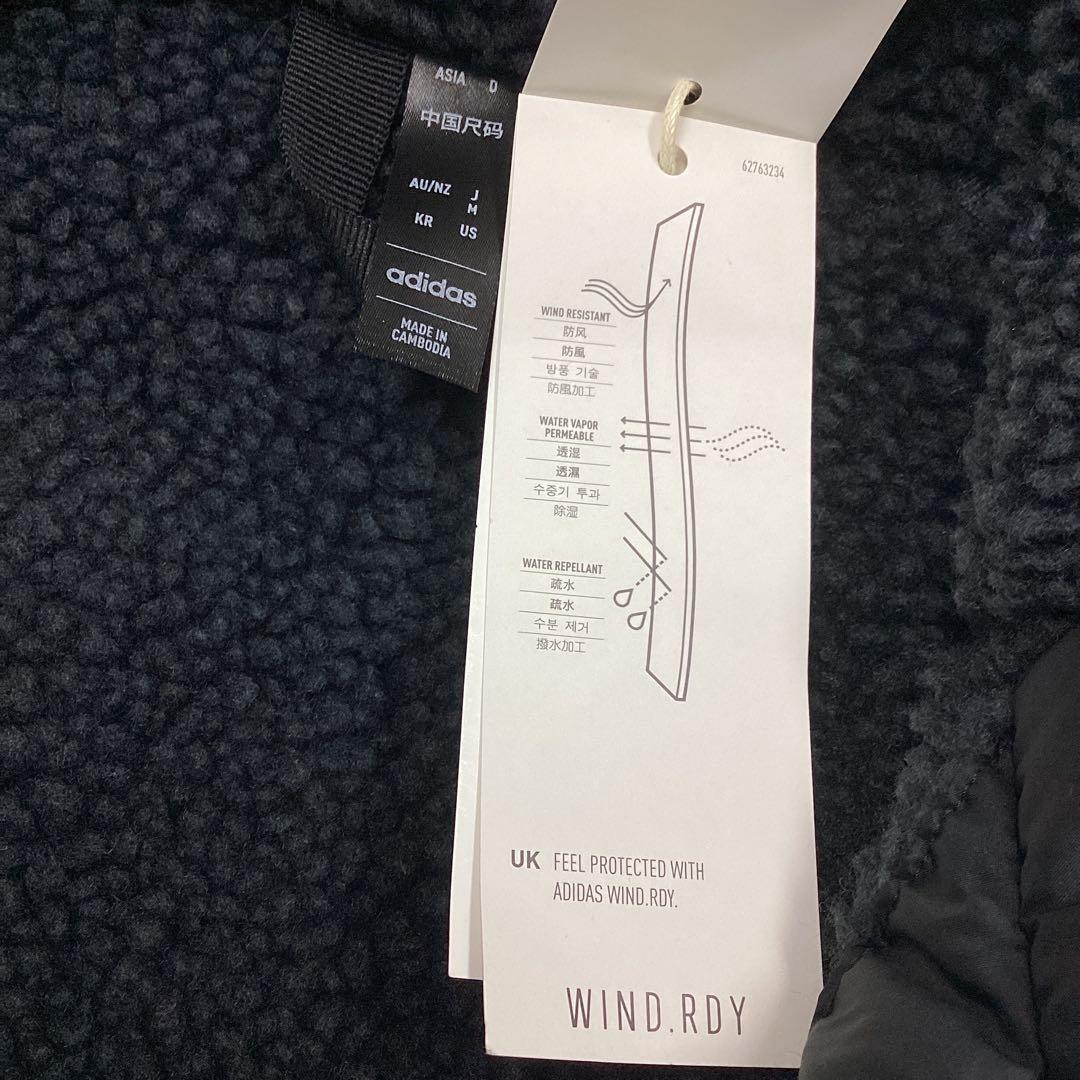 ASIA D
中国尺码
AU/NZ J
M
KR US
adidas
MADE IN
CAMBODIA
62763234
WIND RESISTANT
防风
防風
방풍 기술
防風加工
WATER VAPOR
PERMEABLE
透湿
透濕
수증기 투과
除湿
WATER REPELLANT
疏水
疏水
수분 제거
撥水加工
UK FEEL PROTECTED WITH
ADIDAS WIND.RDY.
WIND.RDY